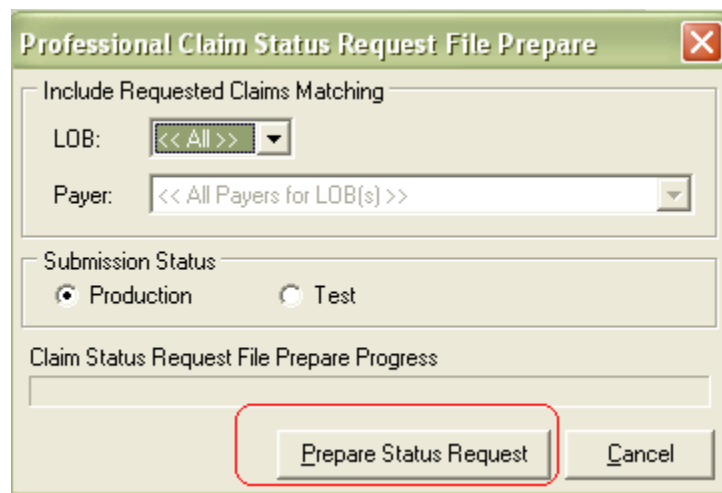 Professional Claim Status Request File Prepare
Include Requested Claims Matching
LOB: << All >>
Payer: << All Payers for LOB(s) >>
Submission Status
Production Test
Claim Status Request File Prepare Progress
Prepare Status Request Cancel